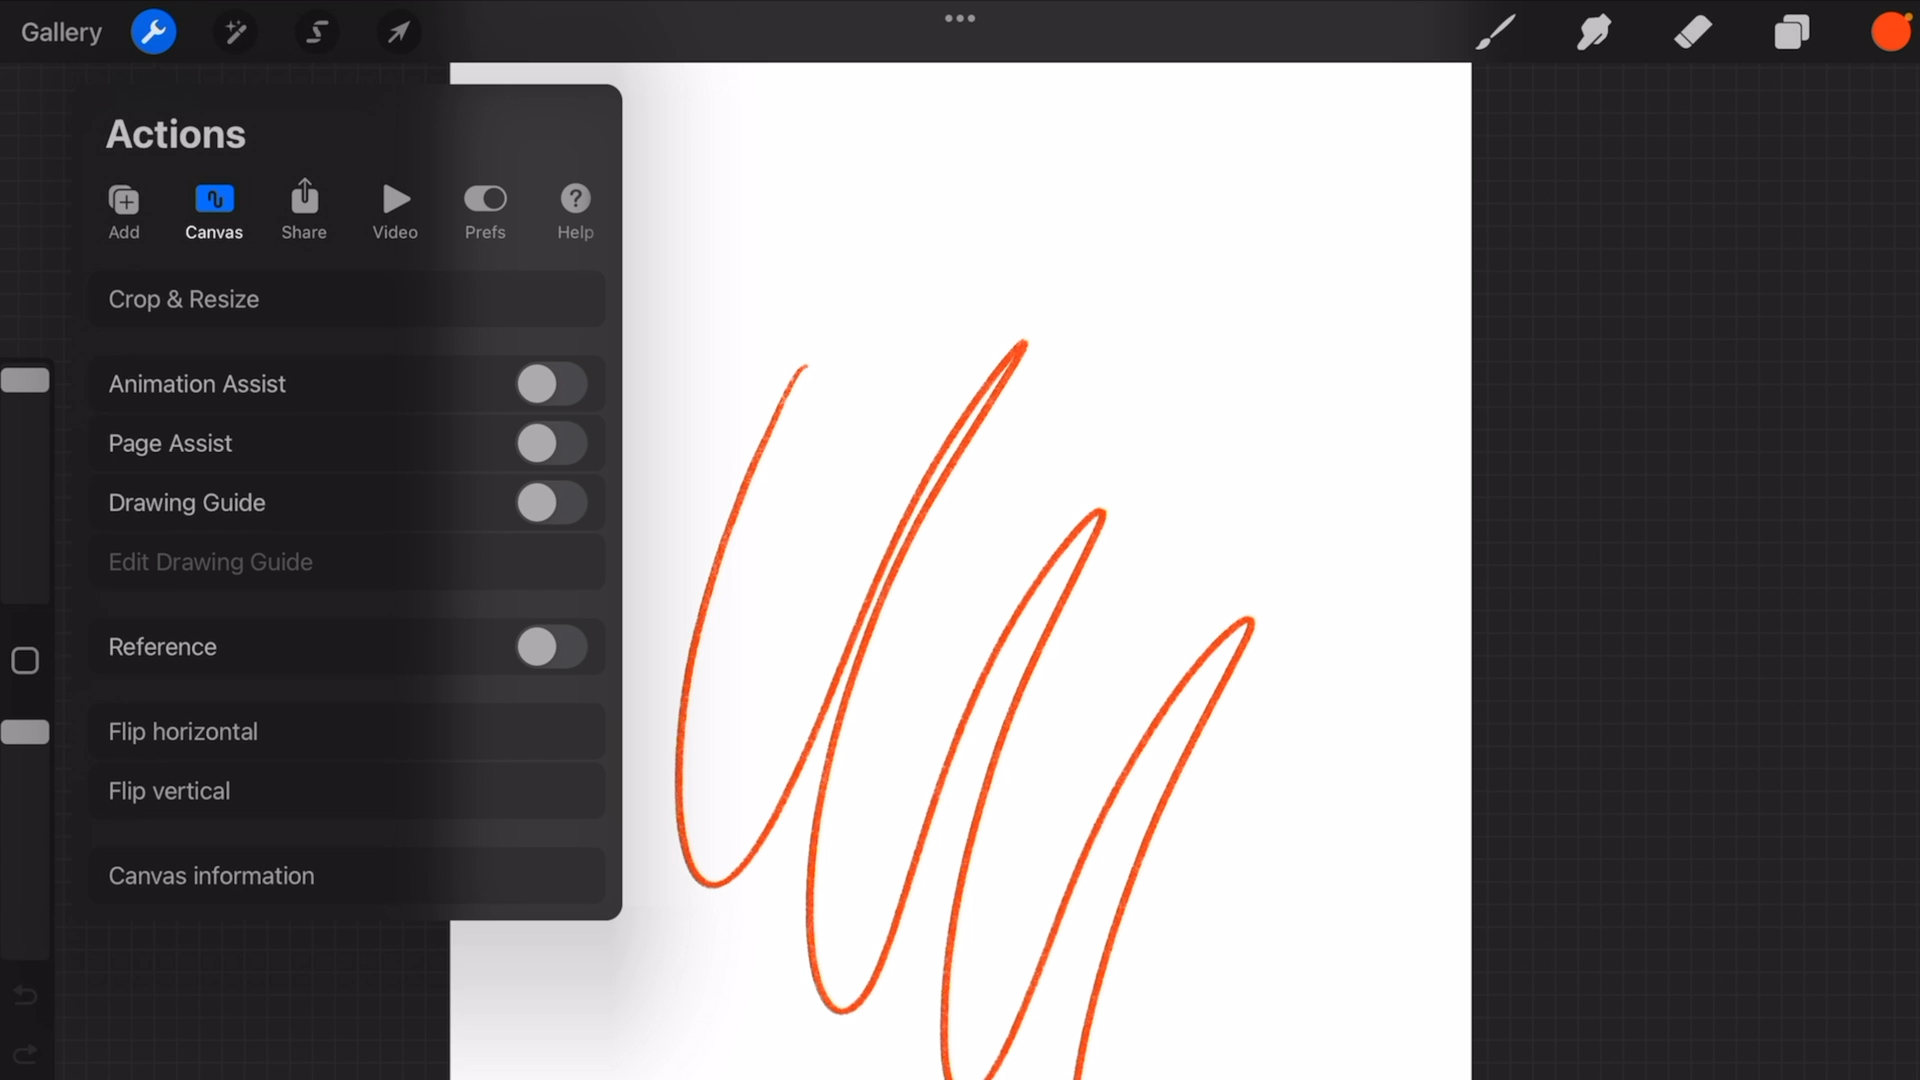 Gallery
Actions
Add Canvas Share Video Prefs Help
Crop & Resize
Animation Assist
Page Assist
Drawing Guide
Edit Drawing Guide
Reference
Flip horizontal
Flip vertical
Canvas information